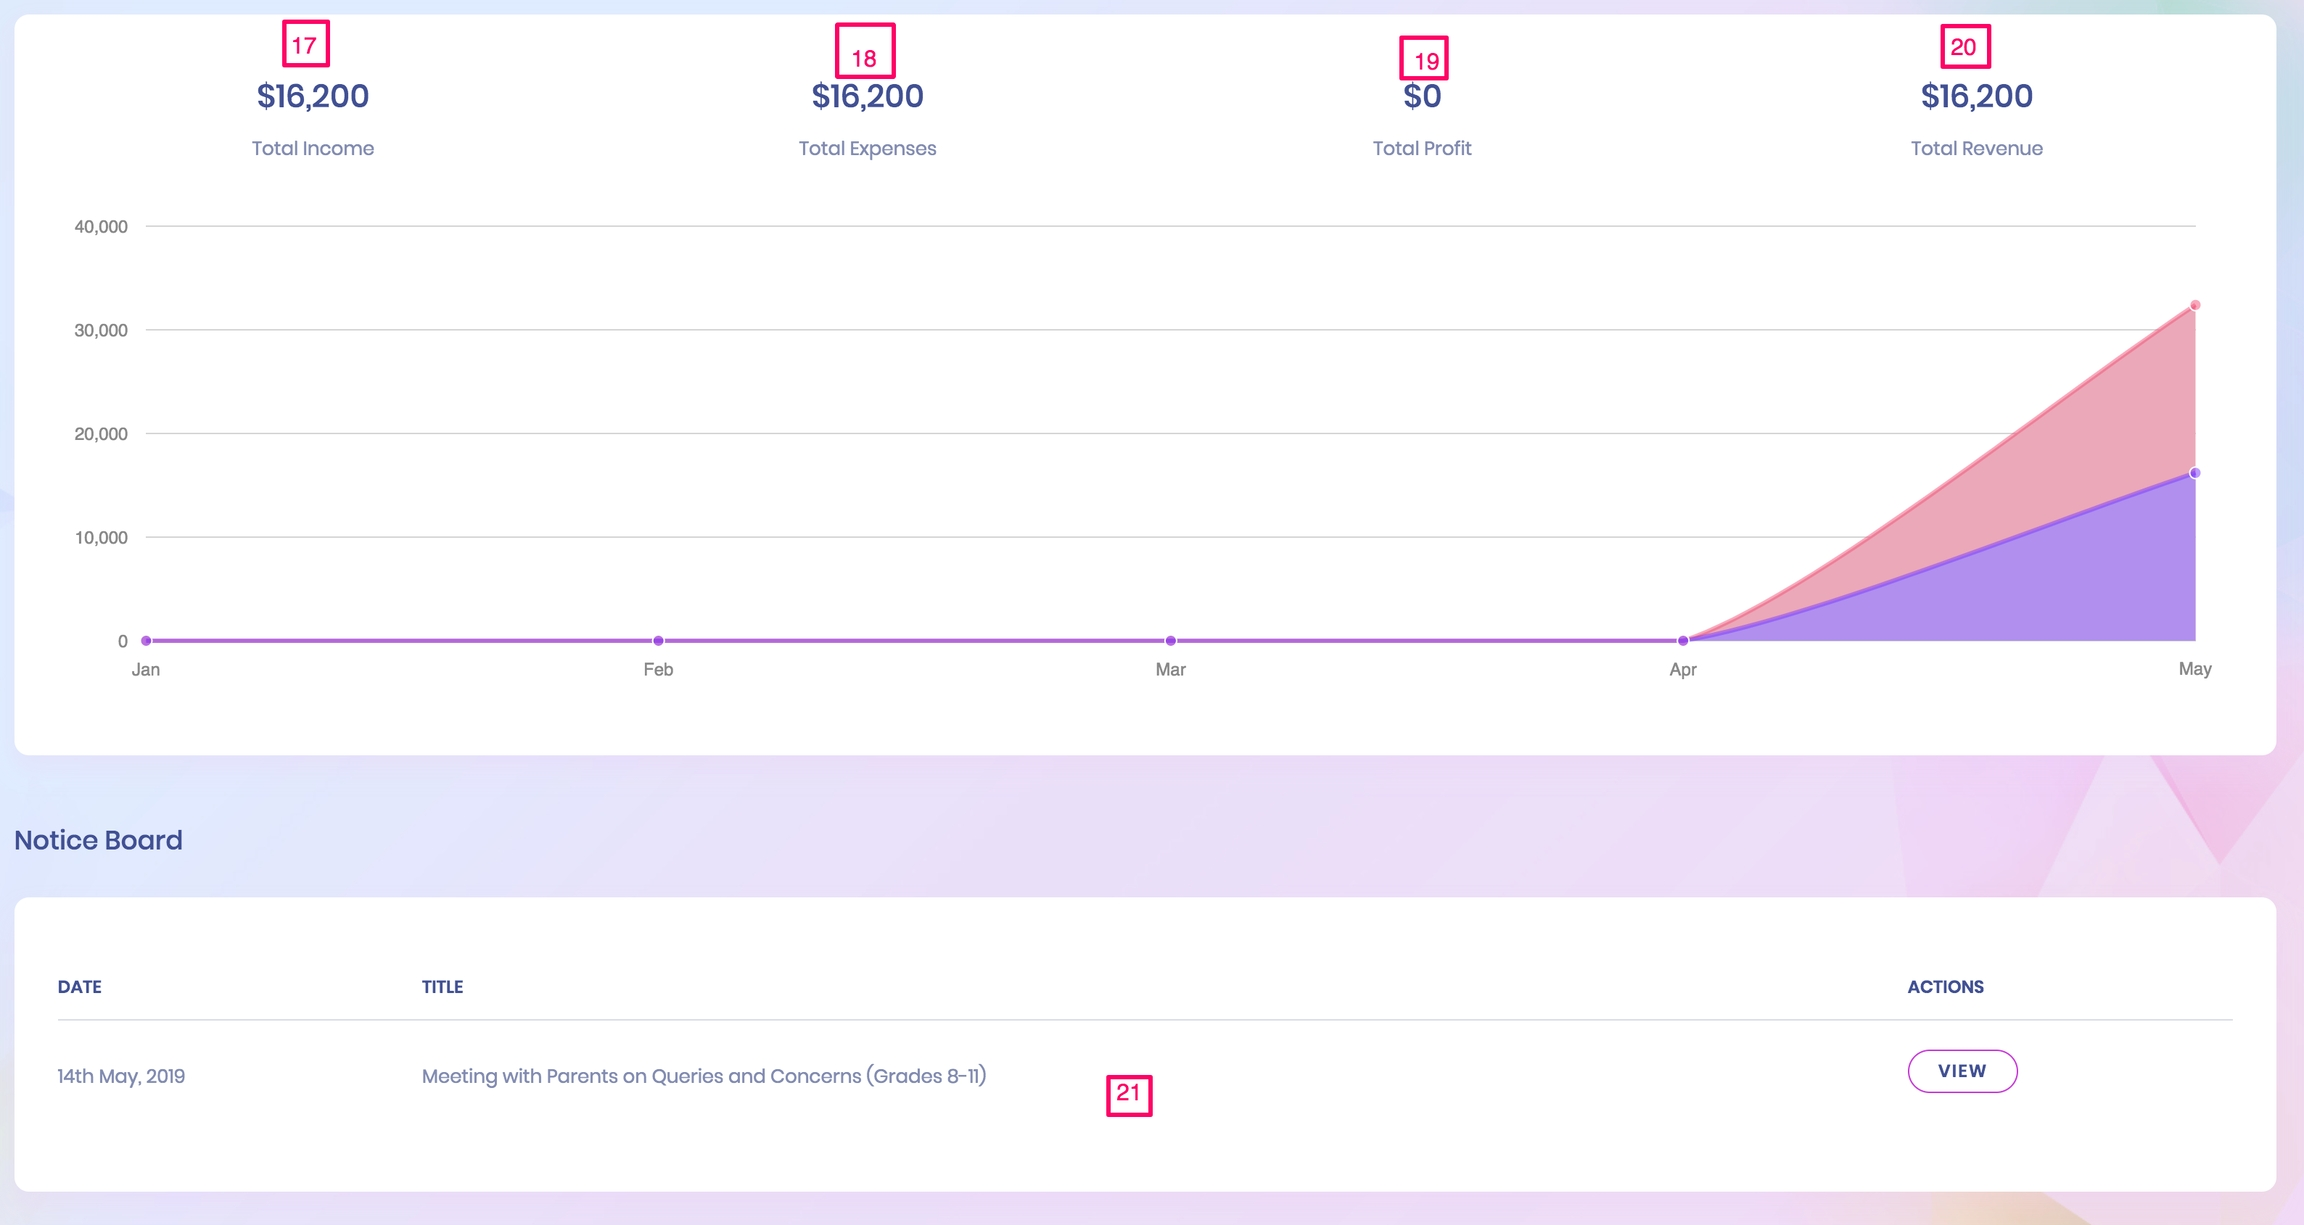 17
18
19
20
$16,200
$16,200
$0
$16,200
Total Income
Total Expenses
Total Profit
Total Revenue
40,000
30,000
20,000
10,000
0
Jan
Feb
Mar
Apr
May
Notice Board
DATE
TITLE
ACTIONS
14th May, 2019
Meeting with Parents on Queries and Concerns (Grades 8-11)
VIEW
21